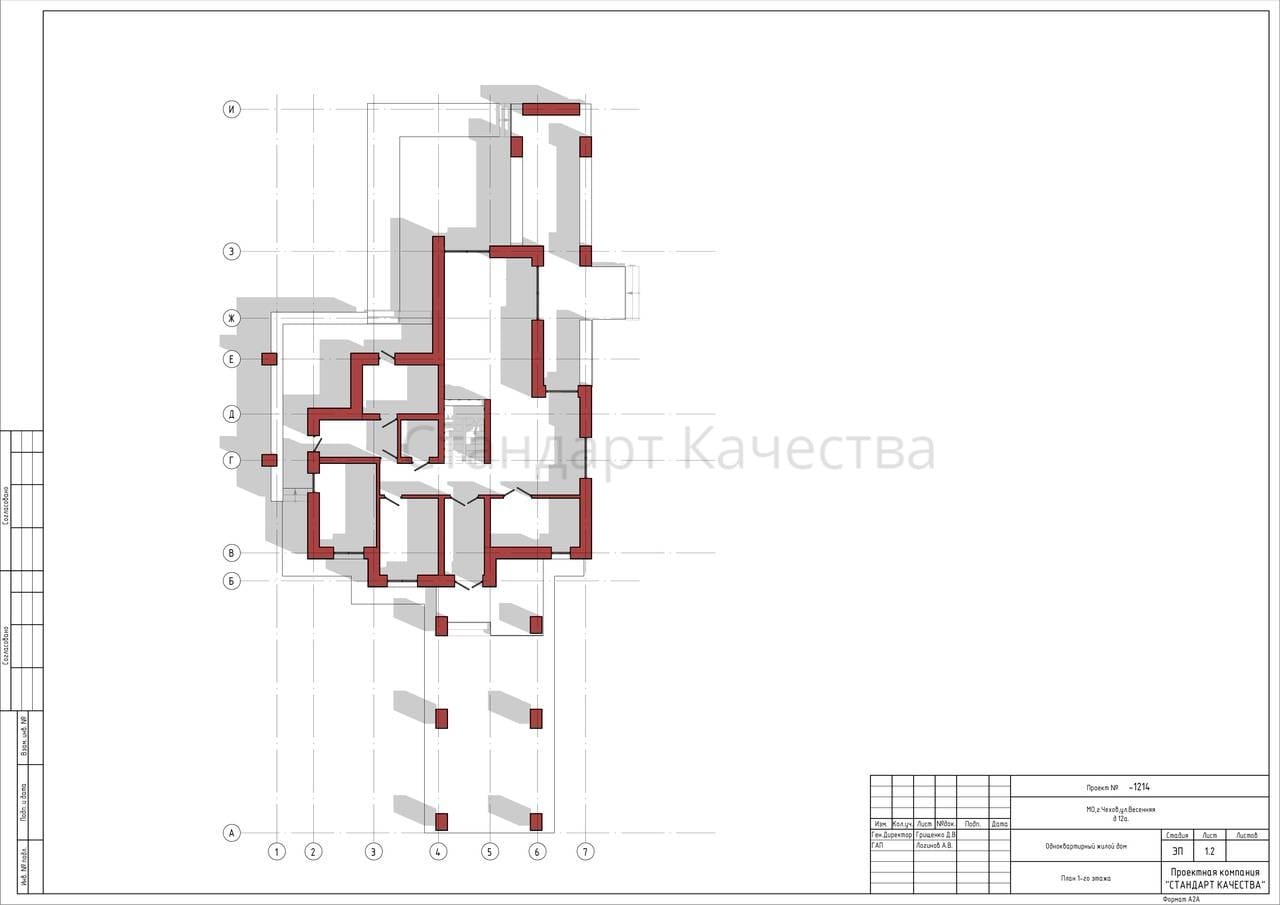 И
З
Ж
Е
Д
Г
В
Б
А
1 2 3 4 5 6 7
Стандарт Качества
Согласовано
Согласовано
Взам. инв. №
Подп. и дата
Инв. № подл.
Проект № -1214
МО,г.Чехов,ул.Весенняя
д 12а.
Изм. Кол.уч. Лист №док. Подп. Дата
Ген.Директор Грищенко Д.В
ГАП Логинов А.В.
Одноквартирный жилой дом
Стадия Лист Листов
ЭП 1.2
План 1-го этажа
Проектная компания
"СТАНДАРТ КАЧЕСТВА"
Формат А2А